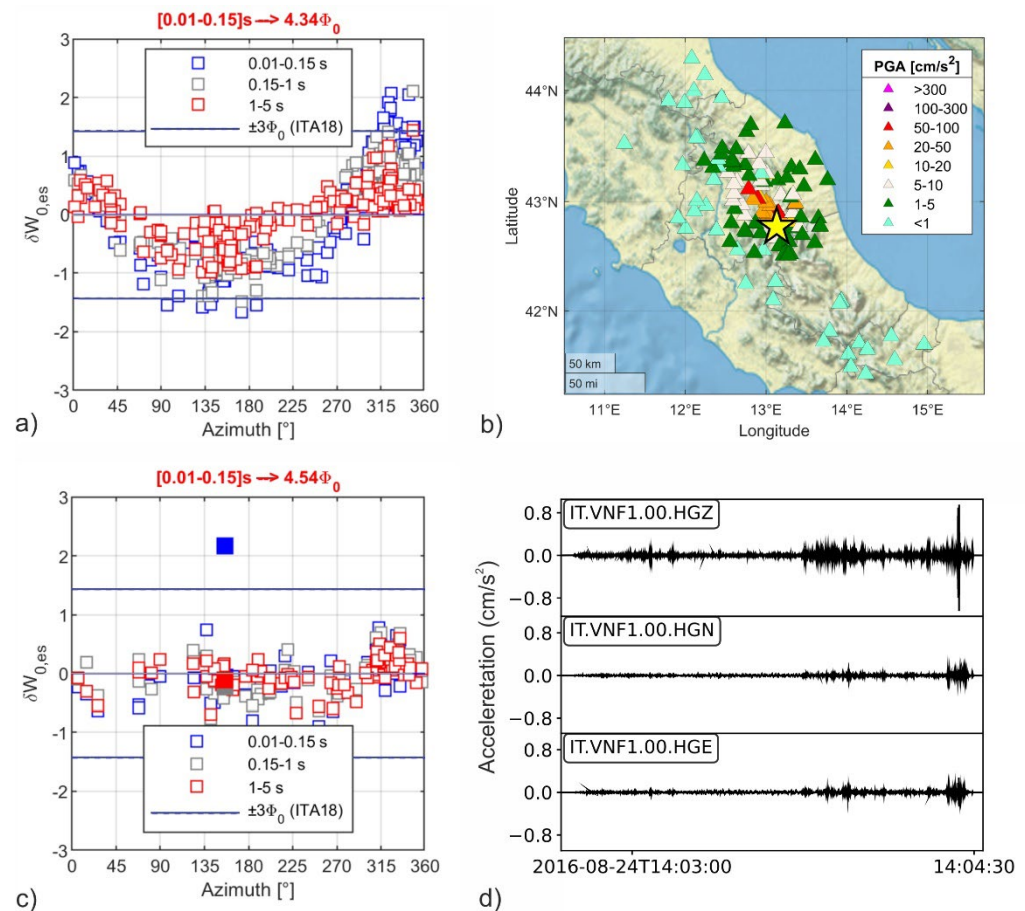 [0.01-0.15]s --> 4.34Φ0
3
2
1
0
-1
-2
-3
δW0,es
0.01-0.15 s
0.15-1 s
1-5 s
±3Φ0 (ITA18)
0 45 90 135 180 225 270 315 360
Azimuth [°]
a)
44°N
43°N
42°N
Latitude
PGA [cm/s²]
>300
100-300
50-100
20-50
10-20
5-10
1-5
<1
50 km
50 mi
11°E 12°E 13°E 14°E 15°E
Longitude
b)
[0.01-0.15]s --> 4.54Φ0
3
2
1
0
-1
-2
-3
δW0,es
0.01-0.15 s
0.15-1 s
1-5 s
±3Φ0 (ITA18)
0 45 90 135 180 225 270 315 360
Azimuth [°]
c)
Acceleretation (cm/s²)
IT.VNF1.00.HGZ
0.8
0.0
−0.8
IT.VNF1.00.HGN
0.8
0.0
−0.8
IT.VNF1.00.HGE
0.8
0.0
−0.8
2016-08-24T14:03:00 14:04:30
d)